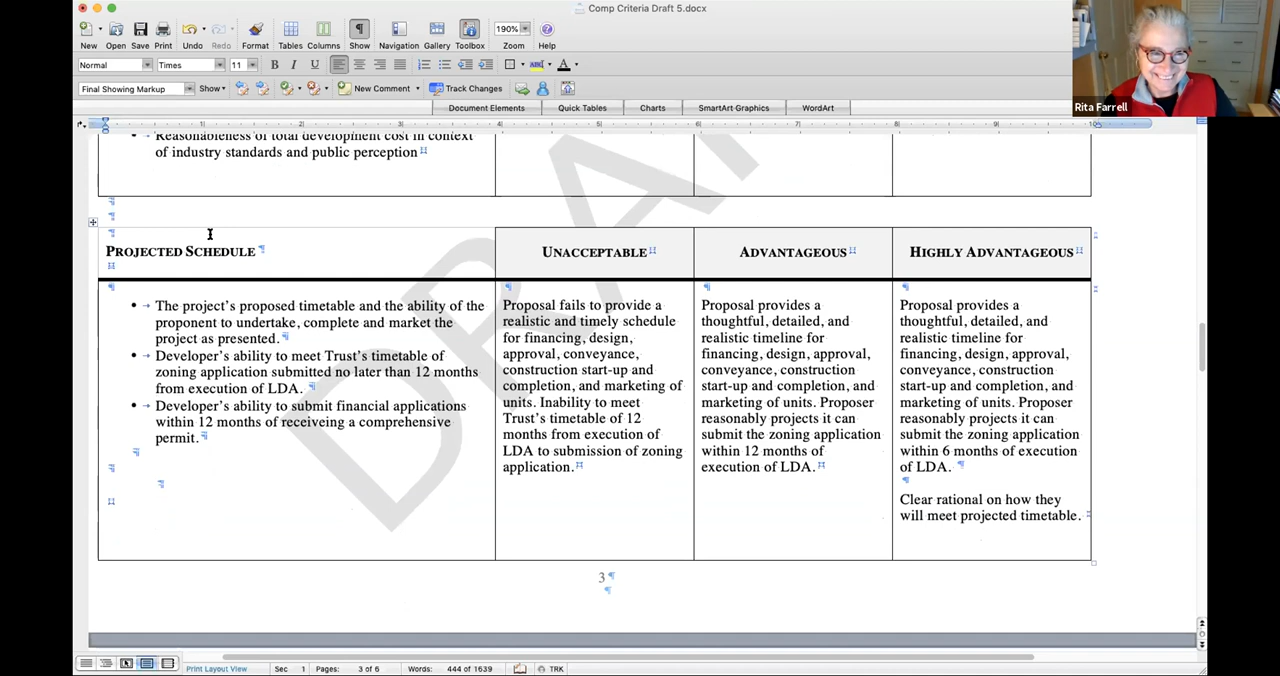 Comp Criteria Draft 5.docx
New Open Save Print Undo Redo Format Tables Columns Show Navigation Gallery Toolbox Zoom Help
190%
Normal Times 11 B I U A
Final Showing Markup Show New Comment Track Changes
Document Elements Quick Tables Charts SmartArt Graphics WordArt
Rita Farrell
1 2 3 4 5 6 7 8 9
Reasonableness of total development cost in context
of industry standards and public perception
PROJECTED SCHEDULE
UNACCEPTABLE
ADVANTAGEOUS
HIGHLY ADVANTAGEOUS
• The project's proposed timetable and the ability of the
proponent to undertake, complete and market the
project as presented.
• Developer's ability to meet Trust's timetable of
zoning application submitted no later than 12 months
from execution of LDA.
• Developer's ability to submit financial applications
within 12 months of receiveing a comprehensive
permit.
Proposal fails to provide a
realistic and timely schedule
for financing, design,
approval, conveyance,
construction start-up and
completion, and marketing of
units. Inability to meet
Trust's timetable of 12
months from execution of
LDA to submission of zoning
application.
Proposal provides a
thoughtful, detailed, and
realistic timeline for
financing, design, approval,
conveyance, construction
start-up and completion, and
marketing of units. Proposer
reasonably projects it can
submit the zoning application
within 12 months of
execution of LDA.
Proposal provides a
thoughtful, detailed, and
realistic timeline for
financing, design, approval,
conveyance, construction
start-up and completion, and
marketing of units. Proposer
reasonably projects it can
submit the zoning application
within 6 months of execution
of LDA.
Clear rational on how they
will meet projected timetable.
DRA
3
Print Layout View Sec 1 Pages: 3 of 6 Words: 444 of 1639 TRK